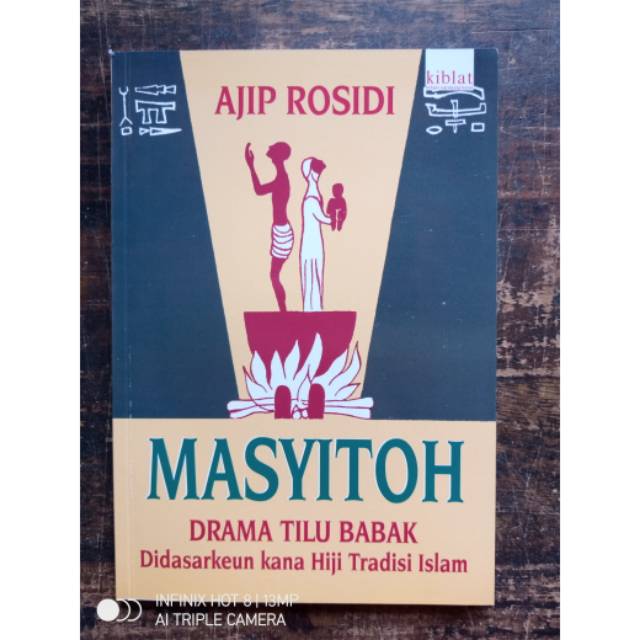 kiblat
AJIP ROSIDI
MASYITOH
DRAMA TILU BABAK
Didasarkeun kana Hiji Tradisi Islam
INFINIX HOT 8 | 13MP
AI TRIPLE CAMERA